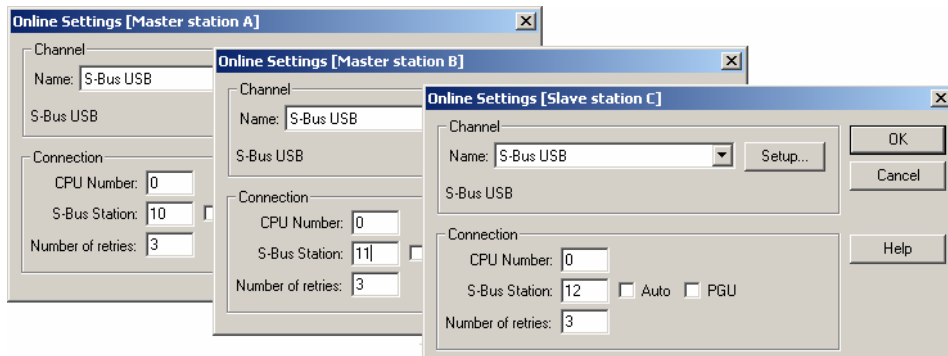 Online Settings [Master station A]
Channel
Name: S-Bus USB
S-Bus USB
Connection
CPU Number: 0
S-Bus Station: 10
Number of retries: 3
Online Settings [Master station B]
Channel
Name: S-Bus USB
S-Bus USB
Connection
CPU Number: 0
S-Bus Station: 11
Number of retries: 3
Online Settings [Slave station C]
Channel
Name: S-Bus USB Setup...
S-Bus USB
Connection
CPU Number: 0
S-Bus Station: 12 Auto PGU
Number of retries: 3
OK
Cancel
Help